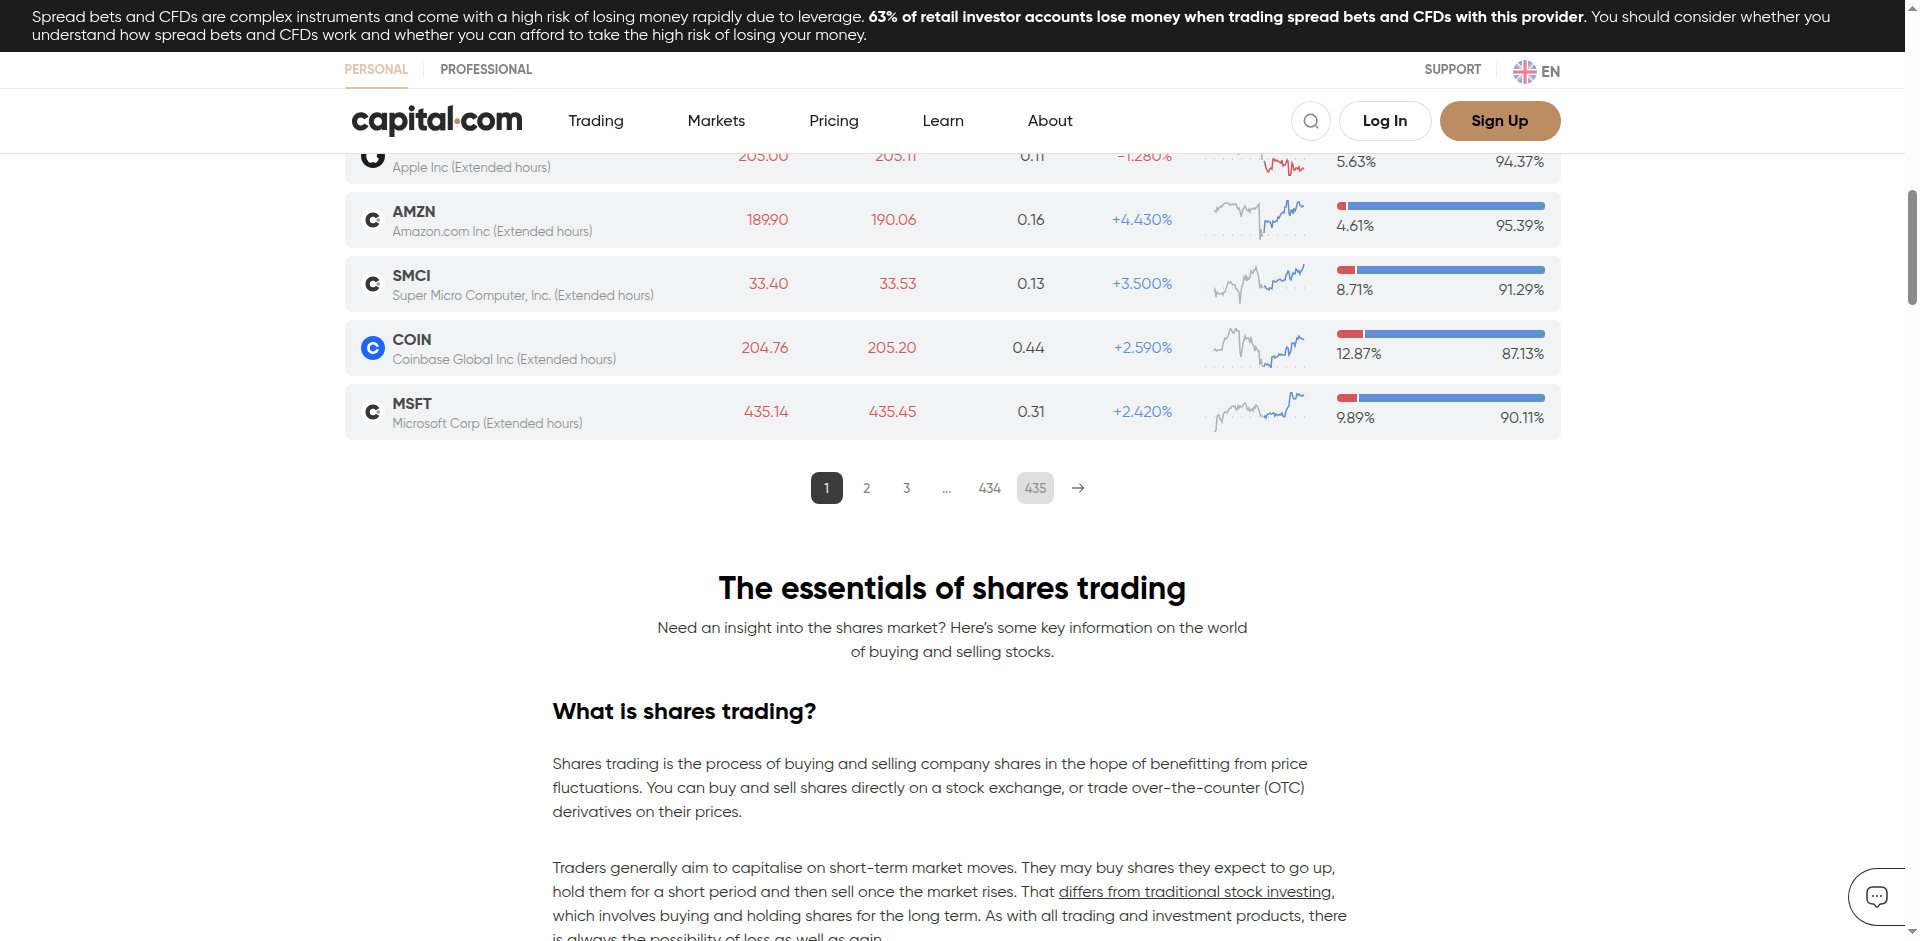 Spread bets and CFDs are complex instruments and come with a high risk of losing money rapidly due to leverage. 63% of retail investor accounts lose money when trading spread bets and CFDs with this provider. You should consider whether you
understand how spread bets and CFDs work and whether you can afford to take the high risk of losing your money.
PERSONAL PROFESSIONAL SUPPORT EN
capital.com Trading Markets Pricing Learn About Log In Sign Up
205.00 205.11 0.11 -1.280%
Apple Inc (Extended hours) 5.63% 94.37%
AMZN
Amazon.com Inc (Extended hours) 189.90 190.06 0.16 +4.430% 4.61% 95.39%
SMCI
Super Micro Computer, Inc. (Extended hours) 33.40 33.53 0.13 +3.500% 8.71% 91.29%
COIN
Coinbase Global Inc (Extended hours) 204.76 205.20 0.44 +2.590% 12.87% 87.13%
MSFT
Microsoft Corp (Extended hours) 435.14 435.45 0.31 +2.420% 9.89% 90.11%
1 2 3 ... 434 435
The essentials of shares trading
Need an insight into the shares market? Here's some key information on the world
of buying and selling stocks.
What is shares trading?
Shares trading is the process of buying and selling company shares in the hope of benefitting from price
fluctuations. You can buy and sell shares directly on a stock exchange, or trade over-the-counter (OTC)
derivatives on their prices.
Traders generally aim to capitalise on short-term market moves. They may buy shares they expect to go up,
hold them for a short period and then sell once the market rises. That differs from traditional stock investing,
which involves buying and holding shares for the long term. As with all trading and investment products, there
is always the possibility of loss as well as gain.